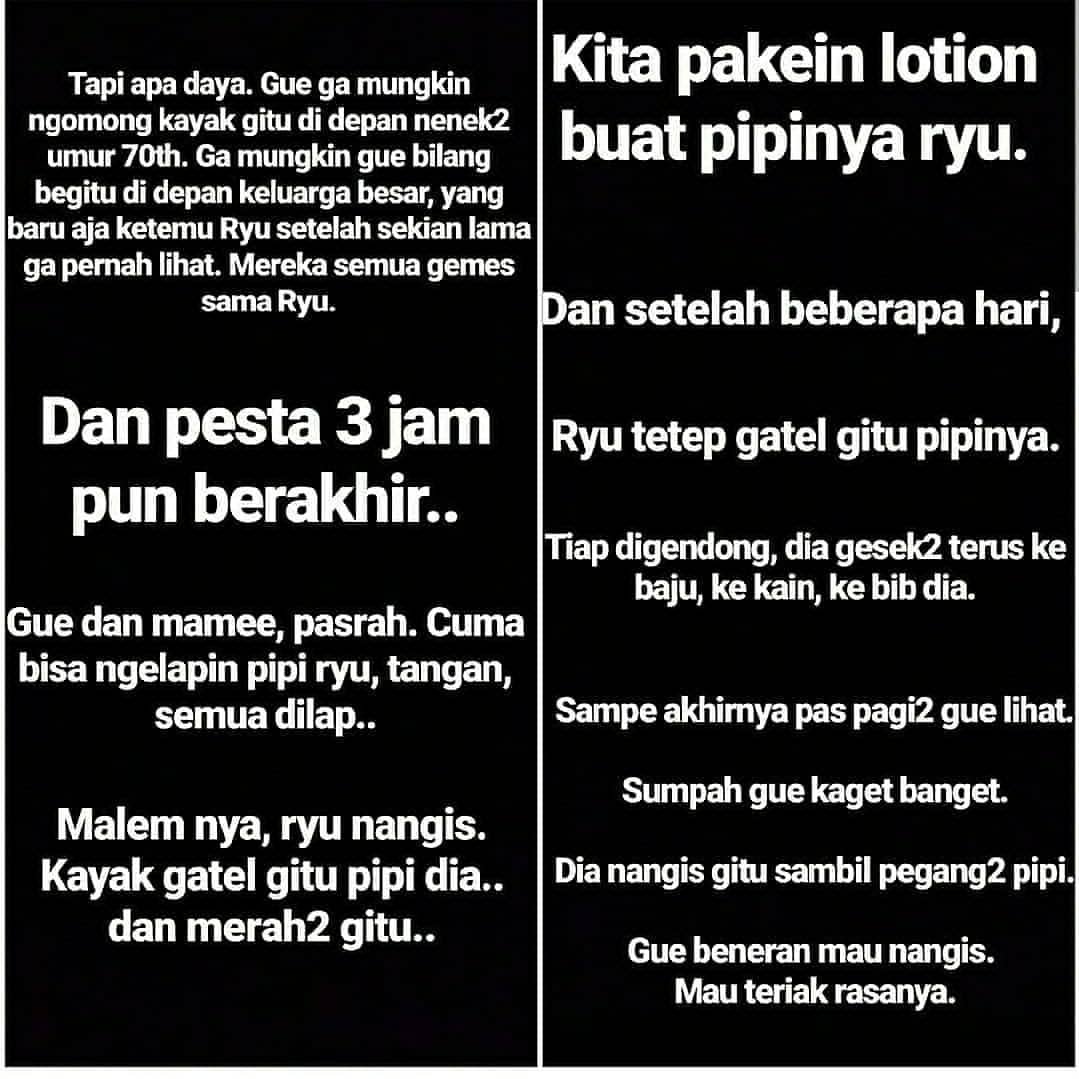 Tapi apa daya. Gue ga mungkin
ngomong kayak gitu di depan nenek2
umur 70th. Ga mungkin gue bilang
begitu di depan keluarga besar, yang
baru aja ketemu Ryu setelah sekian lama
ga pernah lihat. Mereka semua gemes
sama Ryu.
Dan pesta 3 jam
pun berakhir..
Gue dan mamee, pasrah. Cuma
bisa ngelapin pipi ryu, tangan,
semua dilap..
Malem nya, ryu nangis.
Kayak gatel gitu pipi dia..
dan merah2 gitu..
Kita pakein lotion
buat pipinya ryu.
Dan setelah beberapa hari,
Ryu tetep gatel gitu pipinya.
Tiap digendong, dia gesek2 terus ke
baju, ke kain, ke bib dia.
Sampe akhirnya pas pagi2 gue lihat.
Sumpah gue kaget banget.
Dia nangis gitu sambil pegang2 pipi.
Gue beneran mau nangis.
Mau teriak rasanya.